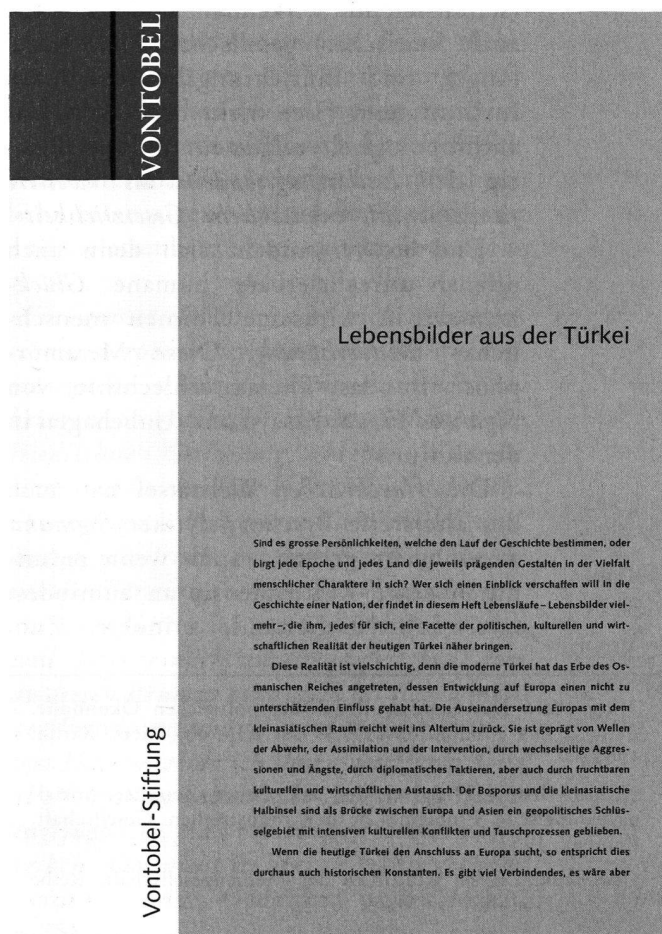 VONTOBEL
Lebensbilder aus der Türkei
Sind es grosse Persönlichkeiten, welche den Lauf der Geschichte bestimmen, oder
birgt jede Epoche und jedes Land die jeweils prägenden Gestalten in der Vielfalt
menschlicher Charaktere in sich? Wer sich einen Einblick verschaffen will in die
Geschichte einer Nation, der findet in diesem Heft Lebensläufe – Lebensbilder viel-
mehr –, die ihm, jedes für sich, eine Facette der politischen, kulturellen und wirt-
schaftlichen Realität der heutigen Türkei näher bringen.
Diese Realität ist vielschichtig, denn die moderne Türkei hat das Erbe des Os-
manischen Reiches angetreten, dessen Entwicklung auf Europa einen nicht zu
unterschätzenden Einfluss gehabt hat. Die Auseinandersetzung Europas mit dem
kleinasiatischen Raum reicht weit ins Altertum zurück. Sie ist geprägt von Wellen
der Abwehr, der Assimilation und der Intervention, durch wechselseitige Aggres-
sionen und Ängste, durch diplomatisches Taktieren, aber auch durch fruchtbaren
kulturellen und wirtschaftlichen Austausch. Der Bosporus und die kleinasiatische
Halbinsel sind als Brücke zwischen Europa und Asien ein geopolitisches Schlüs-
selgebiet mit intensiven kulturellen Konflikten und Tauschprozessen geblieben.
Wenn die heutige Türkei den Anschluss an Europa sucht, so entspricht dies
durchaus auch historischen Konstanten. Es gibt viel Verbindendes, es wäre aber
Vontobel-Stiftung